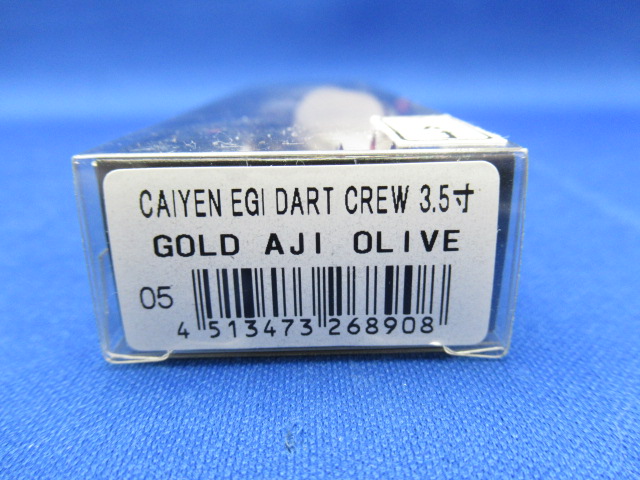 CAIYEN EGI DART CREW 3.5寸
GOLD AJI OLIVE
05
4 513473 268908